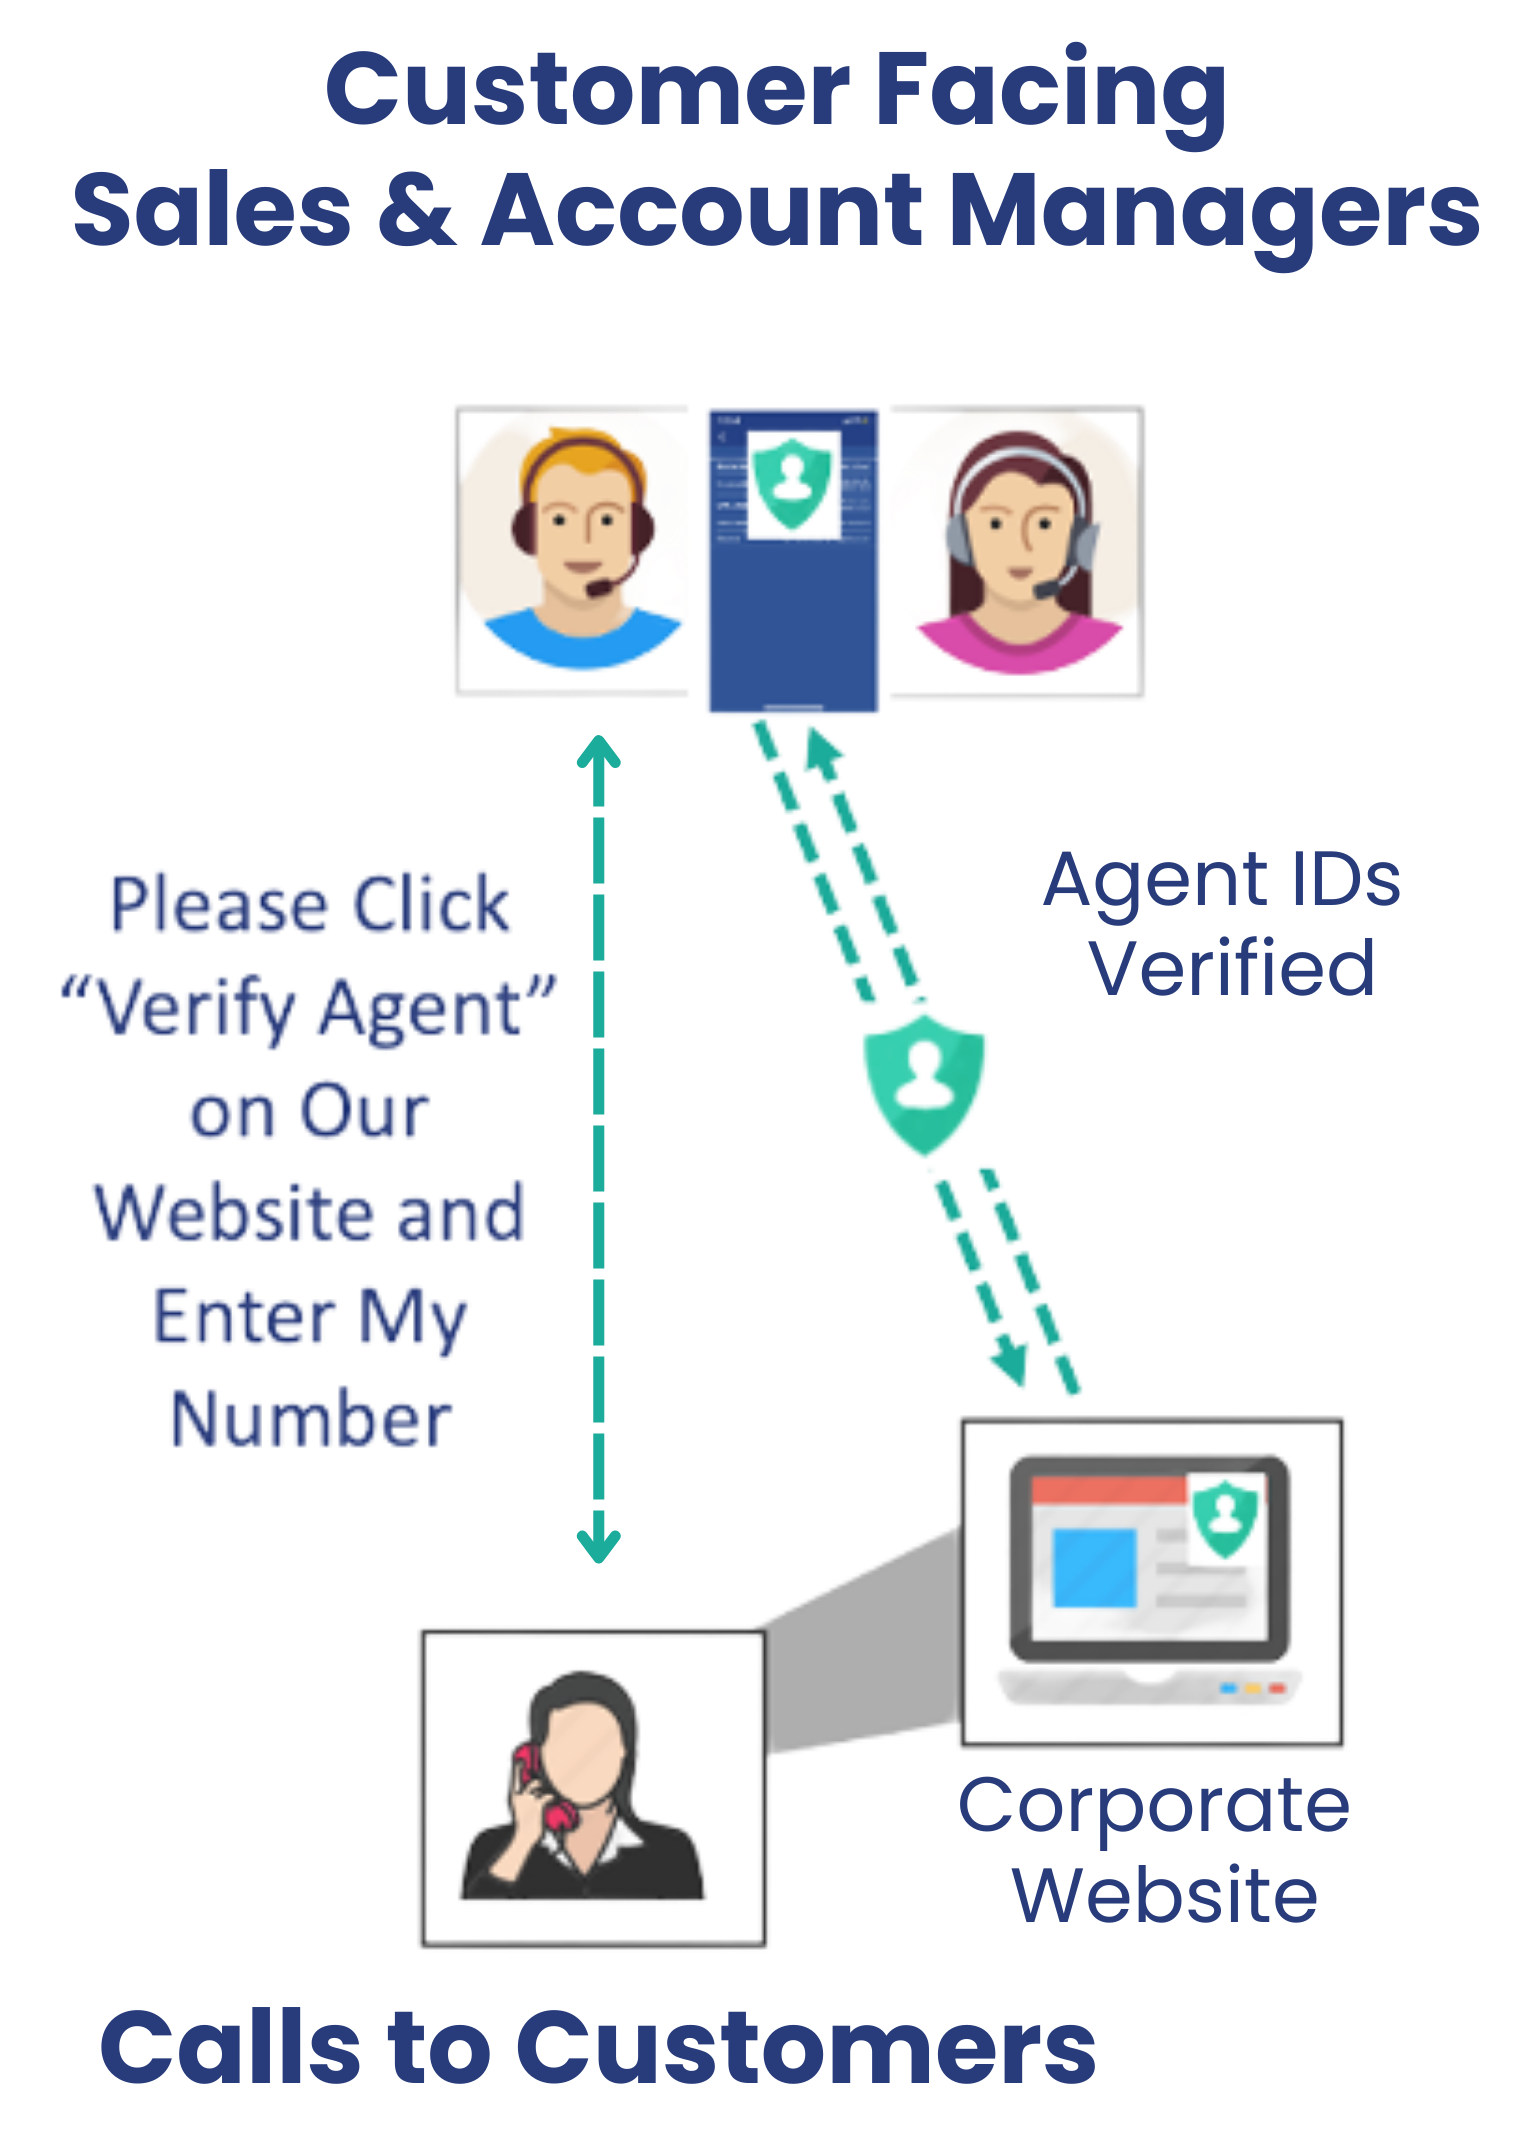 Customer Facing
Sales & Account Managers
Please Click
“Verify Agent”
on Our
Website and
Enter My
Number
Agent IDs
Verified
Corporate
Website
Calls to Customers